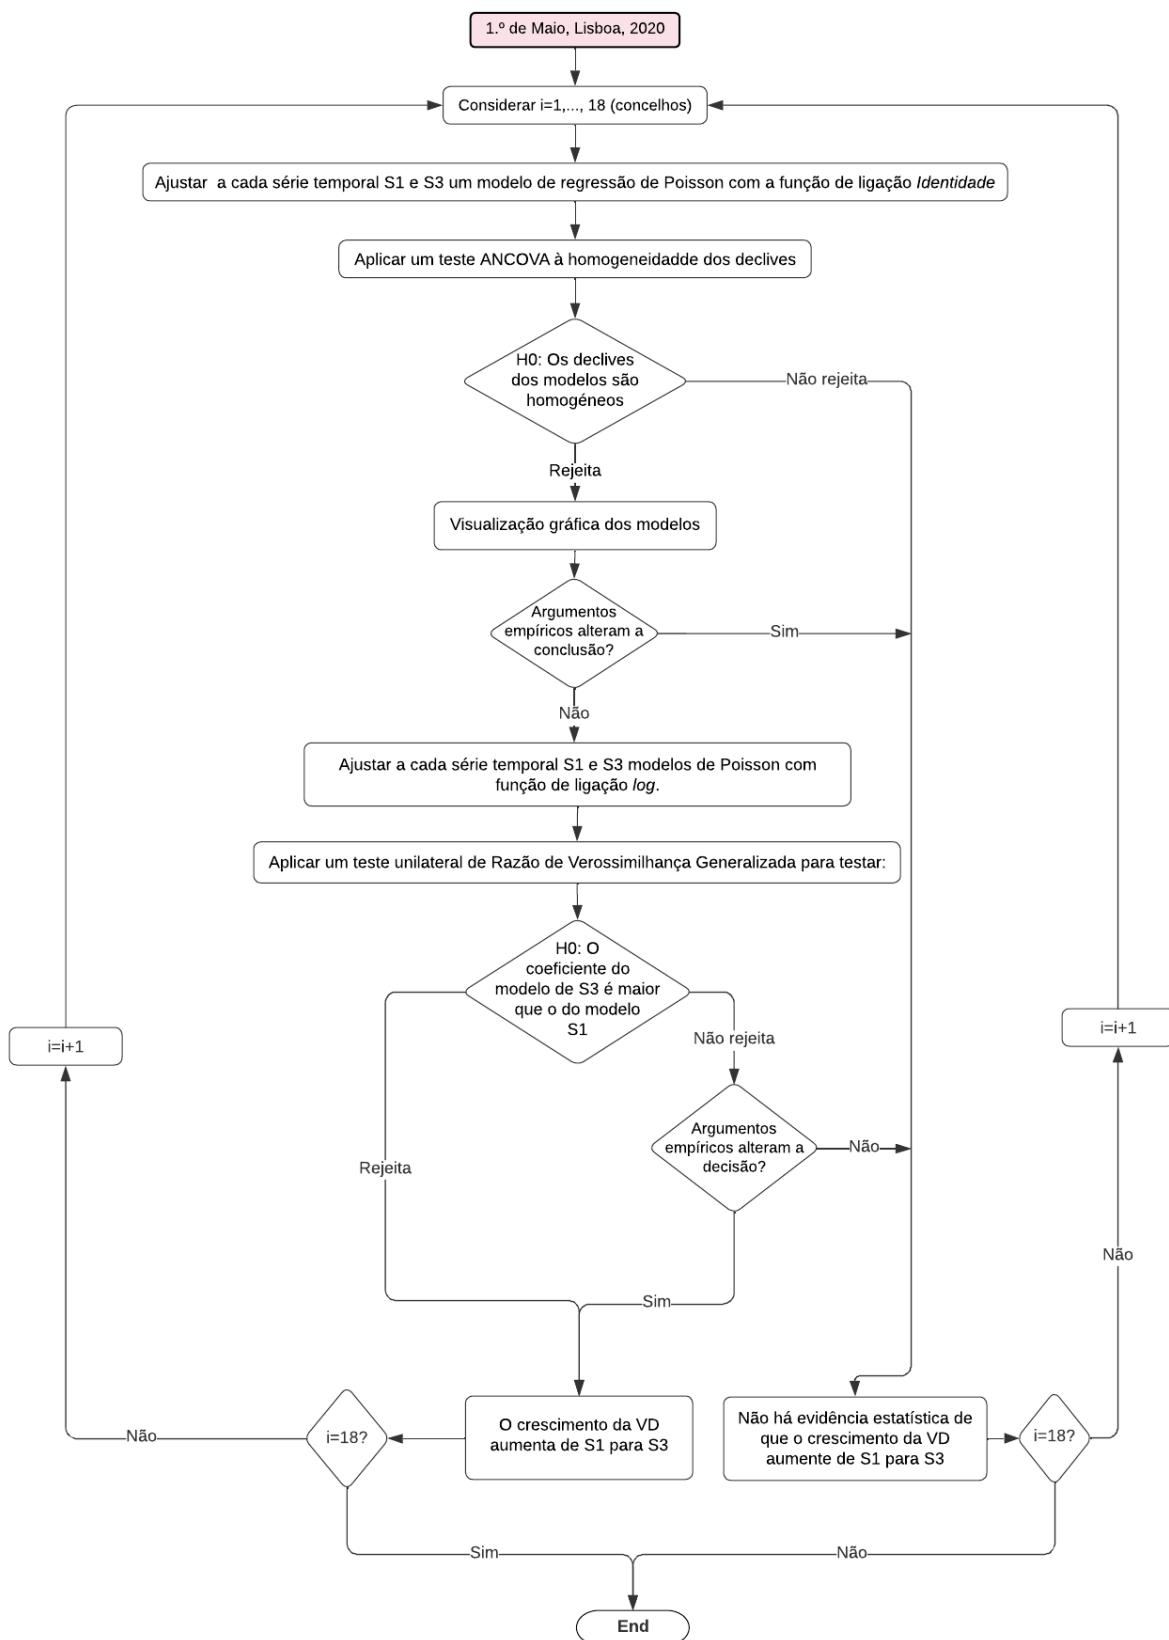 1.º de Maio, Lisboa, 2020
Considerar i=1,..., 18 (concelhos)
Ajustar a cada série temporal S1 e S3 um modelo de regressão de Poisson com a função de ligação Identidade
Aplicar um teste ANCOVA à homogeneidadde dos declives
H0: Os declives
dos modelos são
homogéneos
Não rejeita
Rejeita
Visualização gráfica dos modelos
Argumentos
empíricos alteram a
conclusão?
Sim
Não
Ajustar a cada série temporal S1 e S3 modelos de Poisson com
função de ligação log.
Aplicar um teste unilateral de Razão de Verossimilhança Generalizada para testar:
H0: O
coeficiente do
modelo de S3 é maior
que o do modelo
S1
i=i+1
i=i+1
Não rejeita
Argumentos
empíricos alteram a
decisão?
Não
Rejeita
Não
Sim
O crescimento da VD
aumenta de S1 para S3
i=18?
Não
Não há evidência estatística de
que o crescimento da VD
aumente de S1 para S3
i=18?
Sim
Não
End